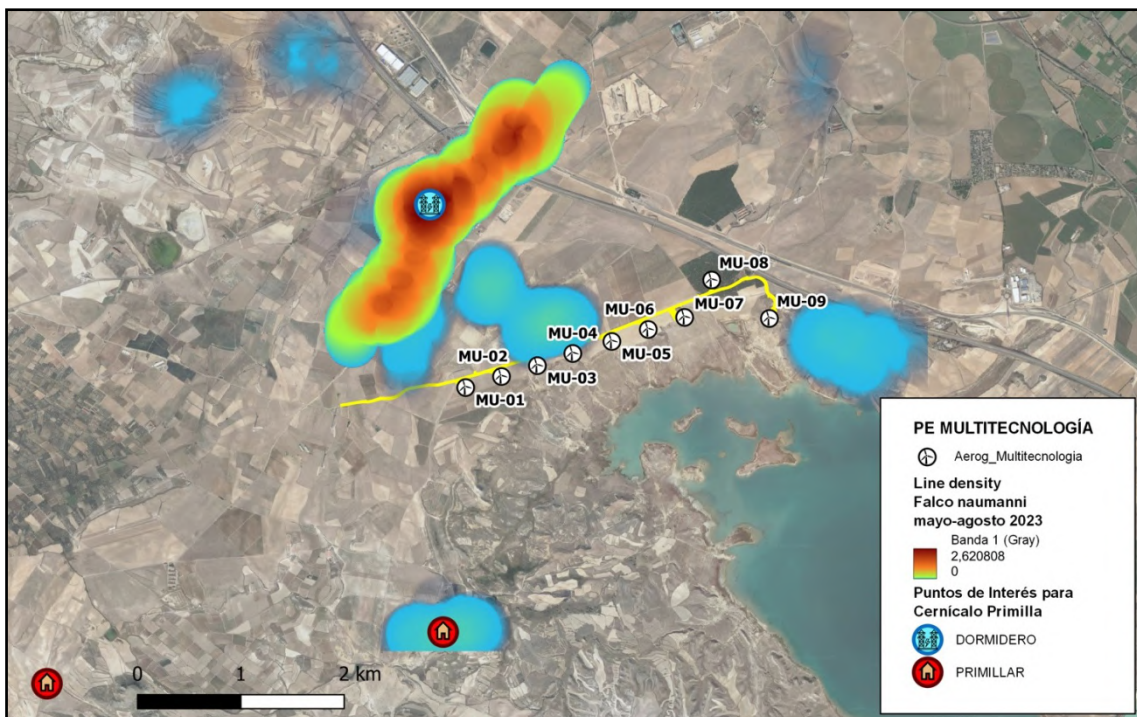 MU-08
MU-09
MU-06
MU-07
MU-04
MU-05
MU-02
MU-03
MU-01
PE MULTITECNOLOGÍA
Aerog_Multitecnologia
Line density
Falco naumanni
mayo-agosto 2023
Banda 1 (Gray)
2,620808
0
Puntos de Interés para
Cernícalo Primilla
DORMIDERO
PRIMILLAR
0 1 2 km